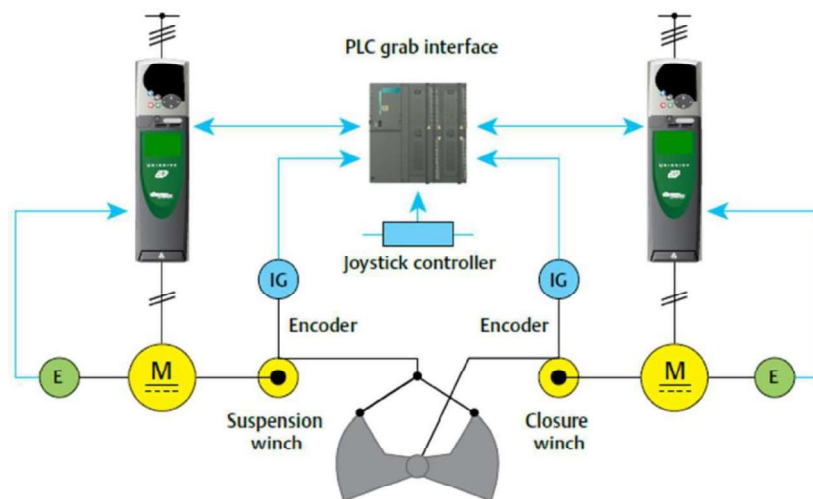 PLC grab interface
Joystick controller
IG
IG
Encoder
Encoder
E
M
M
E
Suspension
winch
Closure
winch